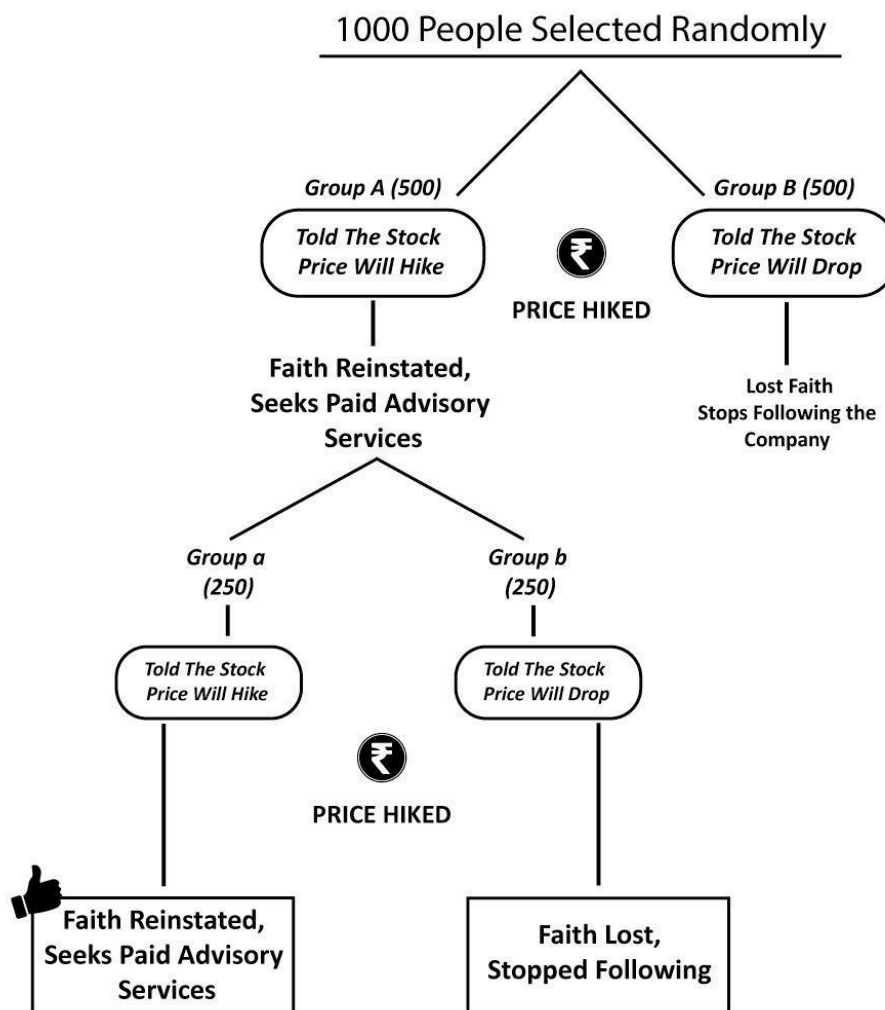 1000 People Selected Randomly
Group A (500)
Group B (500)
Told The Stock
Price Will Hike
₹
PRICE HIKED
Told The Stock
Price Will Drop
Faith Reinstated,
Seeks Paid Advisory
Services
Lost Faith
Stops Following the
Company
Group a
(250)
Group b
(250)
Told The Stock
Price Will Hike
Told The Stock
Price Will Drop
₹
PRICE HIKED
Faith Reinstated,
Seeks Paid Advisory
Services
Faith Lost,
Stopped Following